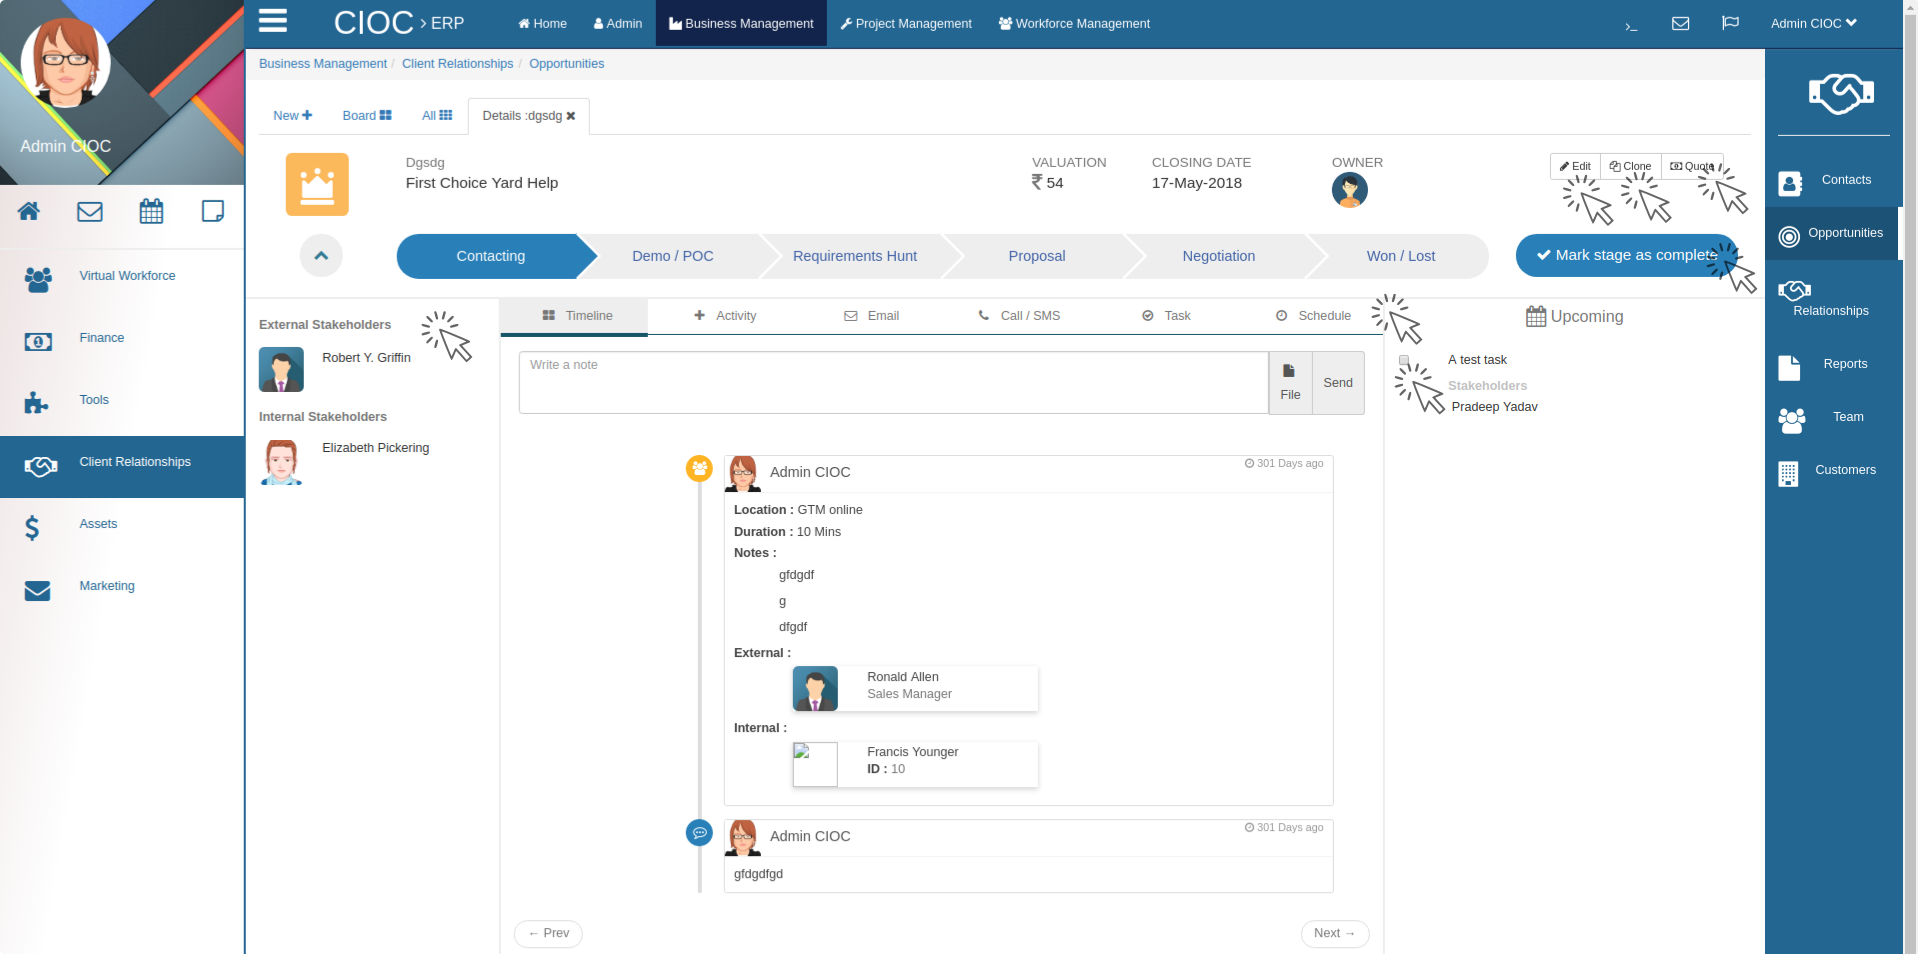 CIOC > ERP
Home
Admin
Business Management
Project Management
Workforce Management
>_
Admin CIOC
Admin CIOC
Business Management / Client Relationships / Opportunities
New
Board
All
Details :dgsdg
Dgsdg
First Choice Yard Help
VALUATION
₹ 54
CLOSING DATE
17-May-2018
OWNER
Edit
Clone
Quote
Contacting
Demo / POC
Requirements Hunt
Proposal
Negotiation
Won / Lost
Mark stage as complete
Virtual Workforce
Finance
Tools
Client Relationships
Assets
Marketing
External Stakeholders
Robert Y. Griffin
Internal Stakeholders
Elizabeth Pickering
Timeline
Activity
Email
Call / SMS
Task
Schedule
Write a note
File
Send
Admin CIOC
301 Days ago
Location : GTM online
Duration : 10 Mins
Notes :
gfdgdf
g
dfgdf
External :
Ronald Allen
Sales Manager
Internal :
Francis Younger
ID : 10
Admin CIOC
301 Days ago
gfdgdfgd
← Prev
Next →
Upcoming
A test task
Stakeholders
Pradeep Yadav
Contacts
Opportunities
Relationships
Reports
Team
Customers